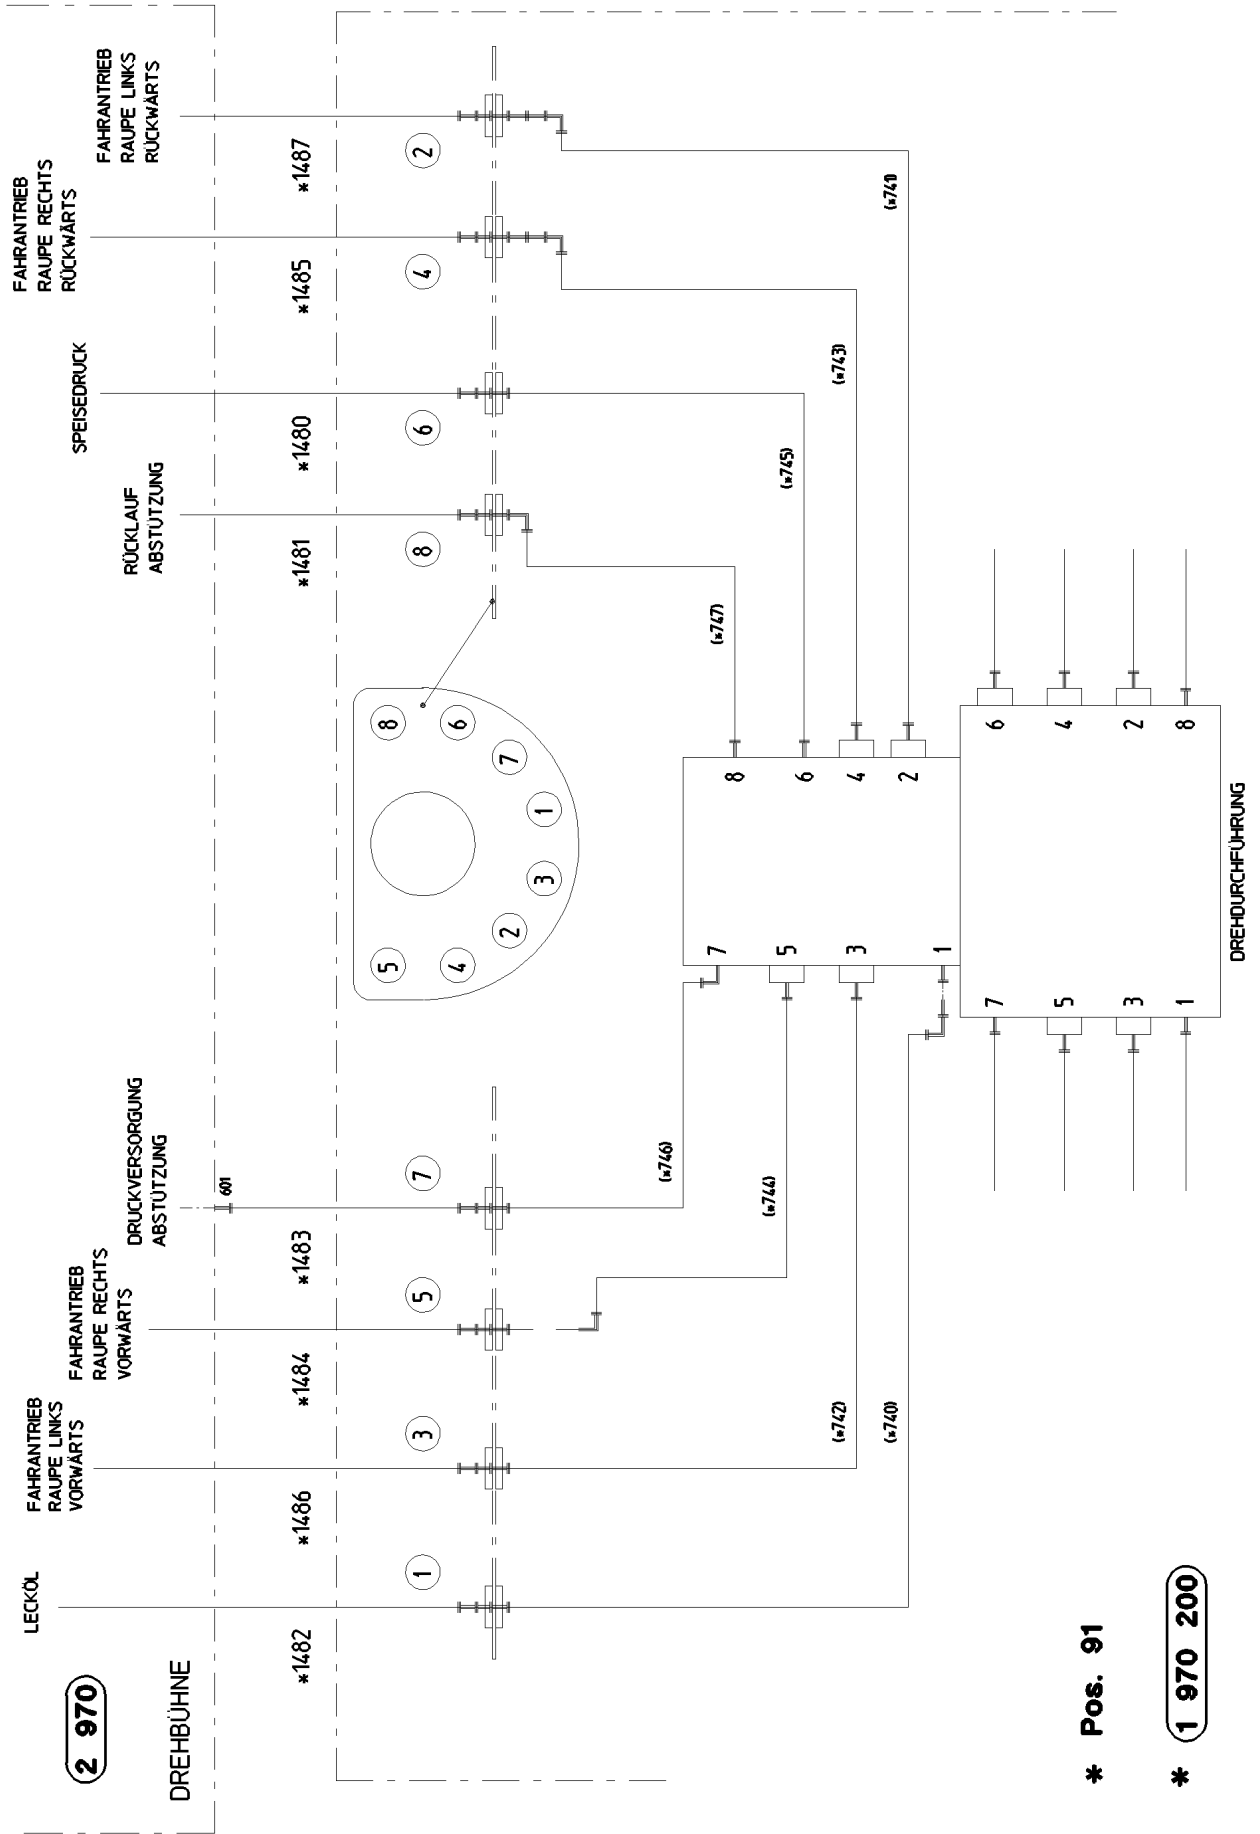 2 970
DREHBÜHNE
LECKÖL
FAHRANTRIEB
RAUPE LINKS
VORWÄRTS
FAHRANTRIEB
RAUPE RECHTS
VORWÄRTS
DRUCKVERSORGUNG
ABSTÜTZUNG
601
RÜCKLAUF
ABSTÜTZUNG
SPEISEDRUCK
FAHRANTRIEB
RAUPE RECHTS
RÜCKWÄRTS
FAHRANTRIEB
RAUPE LINKS
RÜCKWÄRTS
*1482
*1486
*1484
*1483
*1481
*1480
*1485
*1487
1
3
5
7
8
6
4
2
5
4
2
3
1
7
6
8
(*746)
(*744)
(*742)
(*740)
(*747)
(*745)
(*743)
(*741)
7
5
3
1
8
6
4
2
7
5
3
1
6
4
2
8
DREHDURCHFÜHRUNG
* Pos. 91
* 1 970 200